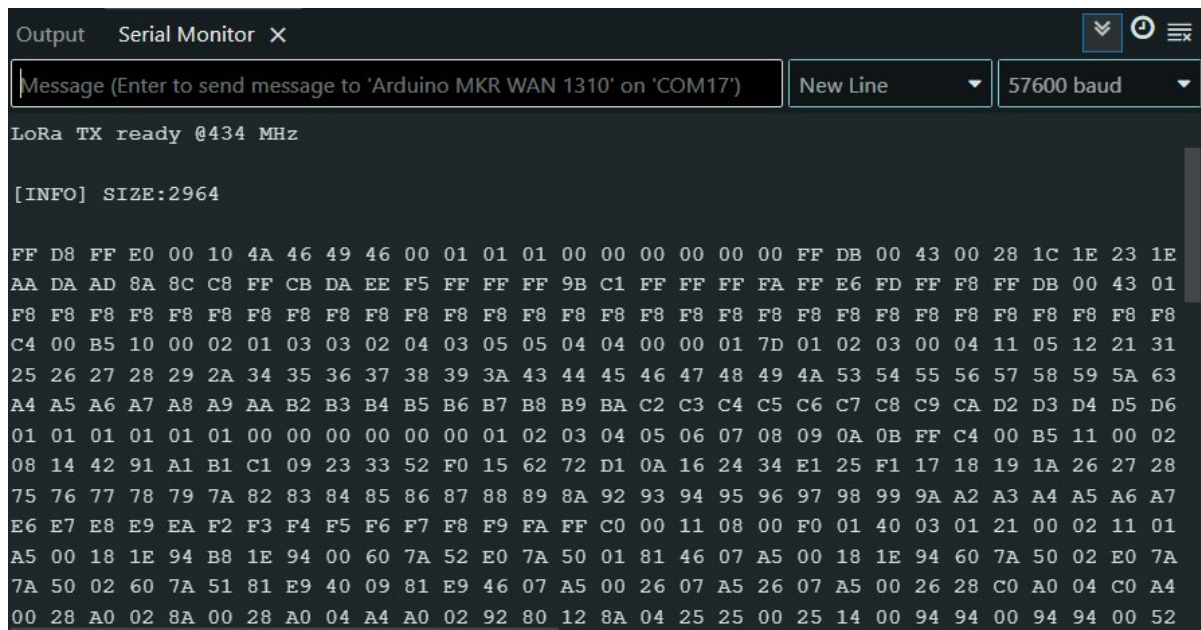 Output Serial Monitor ×
Message (Enter to send message to 'Arduino MKR WAN 1310' on 'COM17') New Line 57600 baud
LoRa TX ready @434 MHz
[INFO] SIZE:2964
FF D8 FF E0 00 10 4A 46 49 46 00 01 01 01 00 00 00 00 00 00 FF DB 00 43 00 28 1C 1E 23 1E
AA DA AD 8A 8C C8 FF CB DA EE F5 FF FF FF 9B C1 FF FF FF FA FF E6 FD FF F8 FF DB 00 43 01
F8 F8 F8 F8 F8 F8 F8 F8 F8 F8 F8 F8 F8 F8 F8 F8 F8 F8 F8 F8 F8 F8 F8 F8 F8 F8 F8 F8 F8 F8
C4 00 B5 10 00 02 01 03 03 02 04 03 05 05 04 04 00 00 01 7D 01 02 03 00 04 11 05 12 21 31
25 26 27 28 29 2A 34 35 36 37 38 39 3A 43 44 45 46 47 48 49 4A 53 54 55 56 57 58 59 5A 63
A4 A5 A6 A7 A8 A9 AA B2 B3 B4 B5 B6 B7 B8 B9 BA C2 C3 C4 C5 C6 C7 C8 C9 CA D2 D3 D4 D5 D6
01 01 01 01 01 01 00 00 00 00 00 00 01 02 03 04 05 06 07 08 09 0A 0B FF C4 00 B5 11 00 02
08 14 42 91 A1 B1 C1 09 23 33 52 F0 15 62 72 D1 0A 16 24 34 E1 25 F1 17 18 19 1A 26 27 28
75 76 77 78 79 7A 82 83 84 85 86 87 88 89 8A 92 93 94 95 96 97 98 99 9A A2 A3 A4 A5 A6 A7
E6 E7 E8 E9 EA F2 F3 F4 F5 F6 F7 F8 F9 FA FF C0 00 11 08 00 F0 01 40 03 01 21 00 02 11 01
A5 00 18 1E 94 B8 1E 94 00 60 7A 52 E0 7A 50 01 81 46 07 A5 00 18 1E 94 60 7A 50 02 E0 7A
7A 50 02 60 7A 51 81 E9 40 09 81 E9 46 07 A5 00 26 07 A5 26 07 A5 00 26 28 C0 A0 04 C0 A4
00 28 A0 02 8A 00 28 A0 04 A4 A0 02 92 80 12 8A 04 25 25 00 25 14 00 94 94 00 94 94 00 52